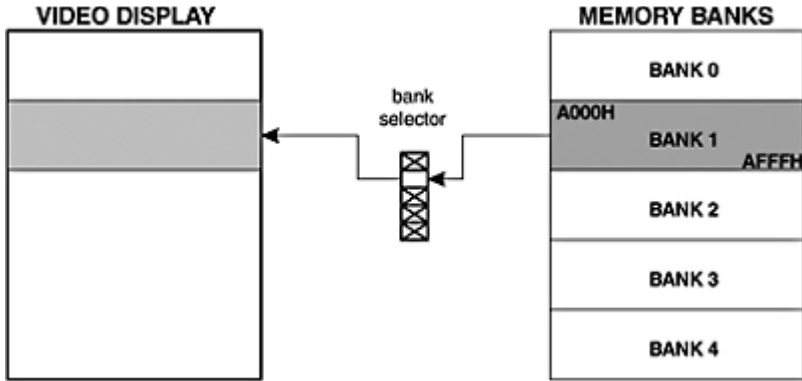 VIDEO DISPLAY
MEMORY BANKS
BANK 0
bank
selector
A000H
BANK 1
AFFFH
BANK 2
BANK 3
BANK 4